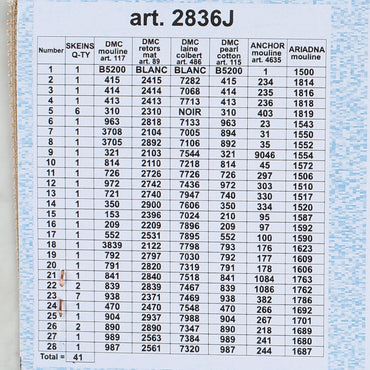 art. 2836J
Number SKEINS Q-TY DMC mouline art. 117 DMC retors mat art. 89 DMC laine colbert art. 486 DMC pearl cotton art. 115 ANCHOR mouline art. 4635 ARIADNA mouline
1 1 B5200 BLANC BLANC B5200 1 1500
2 1 415 2415 7282 415 234 1814
3 1 414 2414 7068 414 235 1816
4 1 413 2413 7713 413 236 1818
5 6 310 2310 NOIR 310 403 1819
6 1 963 2818 7133 963 23 1543
7 1 3708 2104 7005 894 31 1550
8 1 3705 2892 7106 892 35 1552
9 1 321 2103 7544 321 9046 1554
10 1 814 2110 7218 814 45 1572
11 1 726 2726 7726 726 297 1506
12 1 972 2742 7436 972 303 1510
13 1 721 2740 7947 740 330 1517
14 1 350 2900 7606 350 334 1520
15 1 153 2396 7024 210 95 1587
16 1 209 2209 7896 209 97 1592
17 1 552 2531 7895 552 100 1590
18 1 3839 2122 7798 793 176 1623
19 1 792 2797 7030 792 177 1609
20 1 791 2820 7319 791 178 1606
21 1 841 2840 7518 841 1084 1763
22 2 839 2839 7467 839 1086 1762
23 7 938 2371 7469 938 382 1786
24 1 470 2470 7548 470 266 1692
25 1 904 2937 7988 904 267 1701
26 2 890 2890 7347 890 218 1689
27 1 989 2563 7384 989 241 1680
28 1 987 2561 7320 987 244 1687
Total = 41